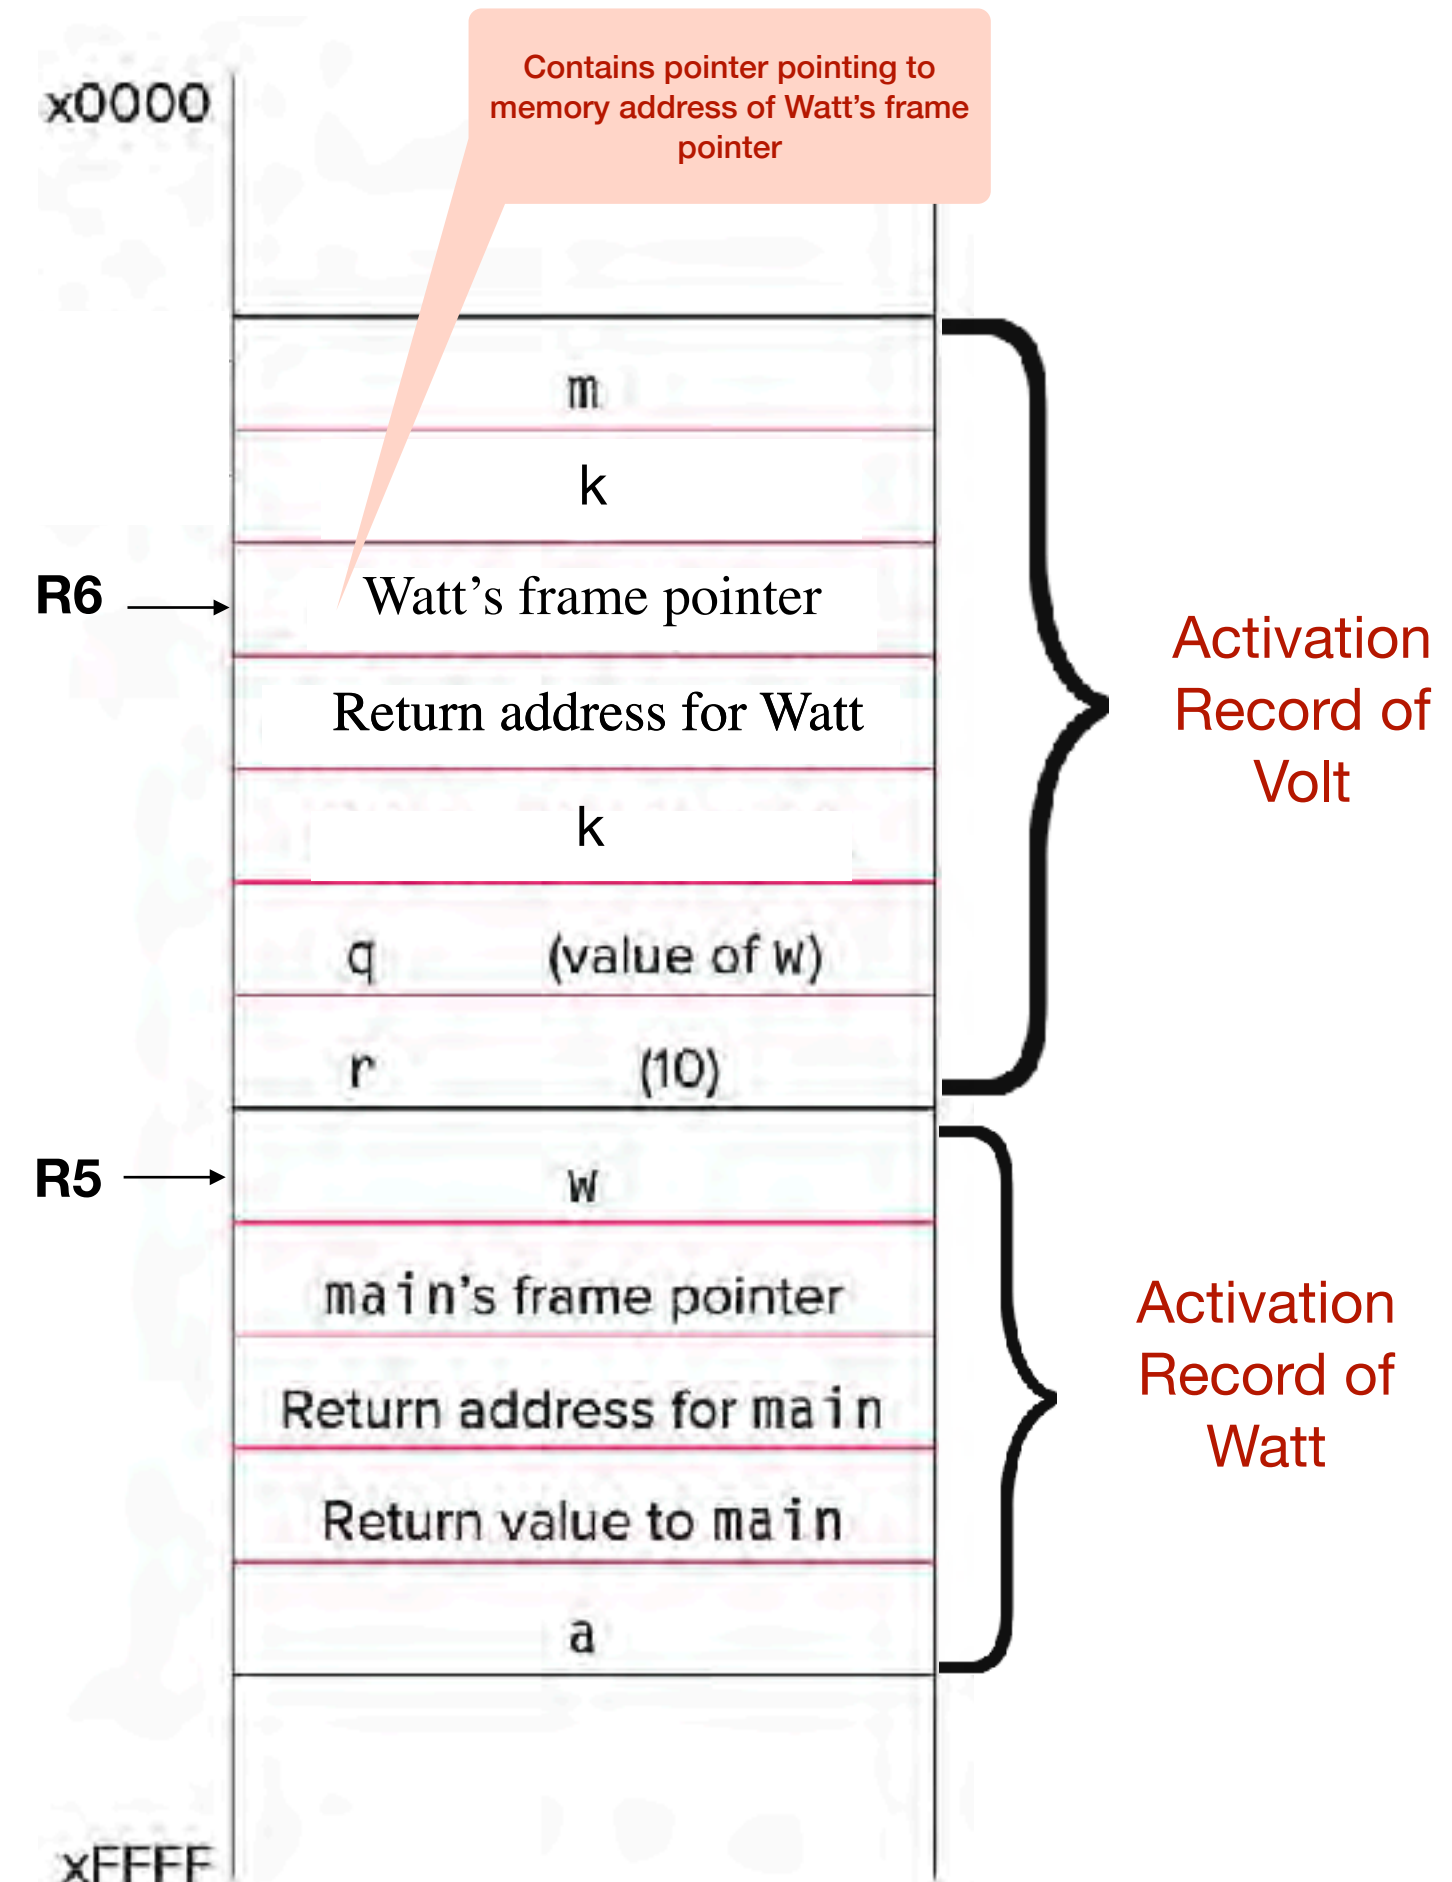 Contains pointer pointing to
memory address of Watt’s frame
pointer
x0000
m
k
R6
Watt’s frame pointer
Return address for Watt
k
q (value of w)
r (10)
Activation
Record of
Volt
R5
w
main’s frame pointer
Return address for main
Return value to main
a
Activation
Record of
Watt
xFFFF